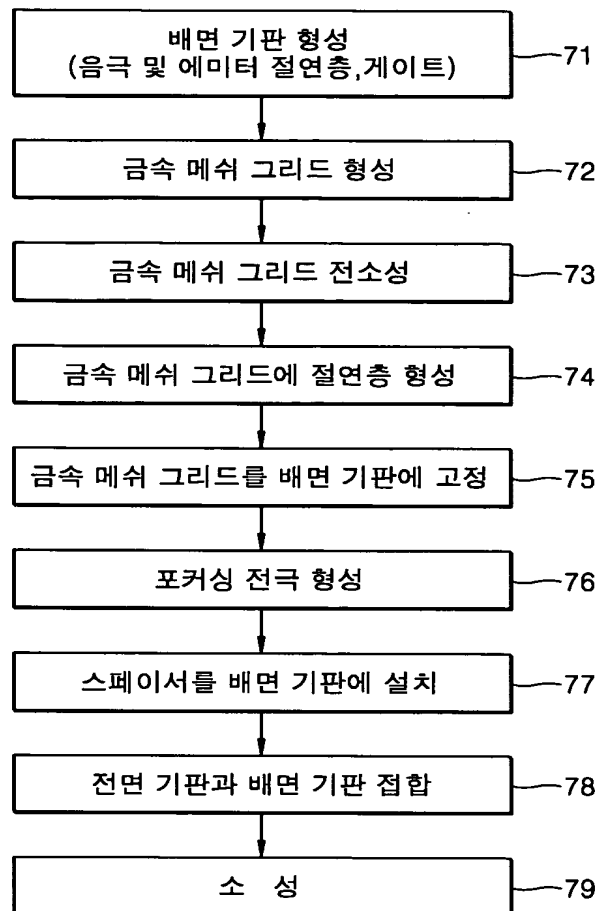 배면 기판 형성
(음극 및 에미터 절연층,게이트)
71
금속 메쉬 그리드 형성
72
금속 메쉬 그리드 전소성
73
금속 메쉬 그리드에 절연층 형성
74
금속 메쉬 그리드를 배면 기판에 고정
75
포커싱 전극 형성
76
스페이서를 배면 기판에 설치
77
전면 기판과 배면 기판 접합
78
소 성
79